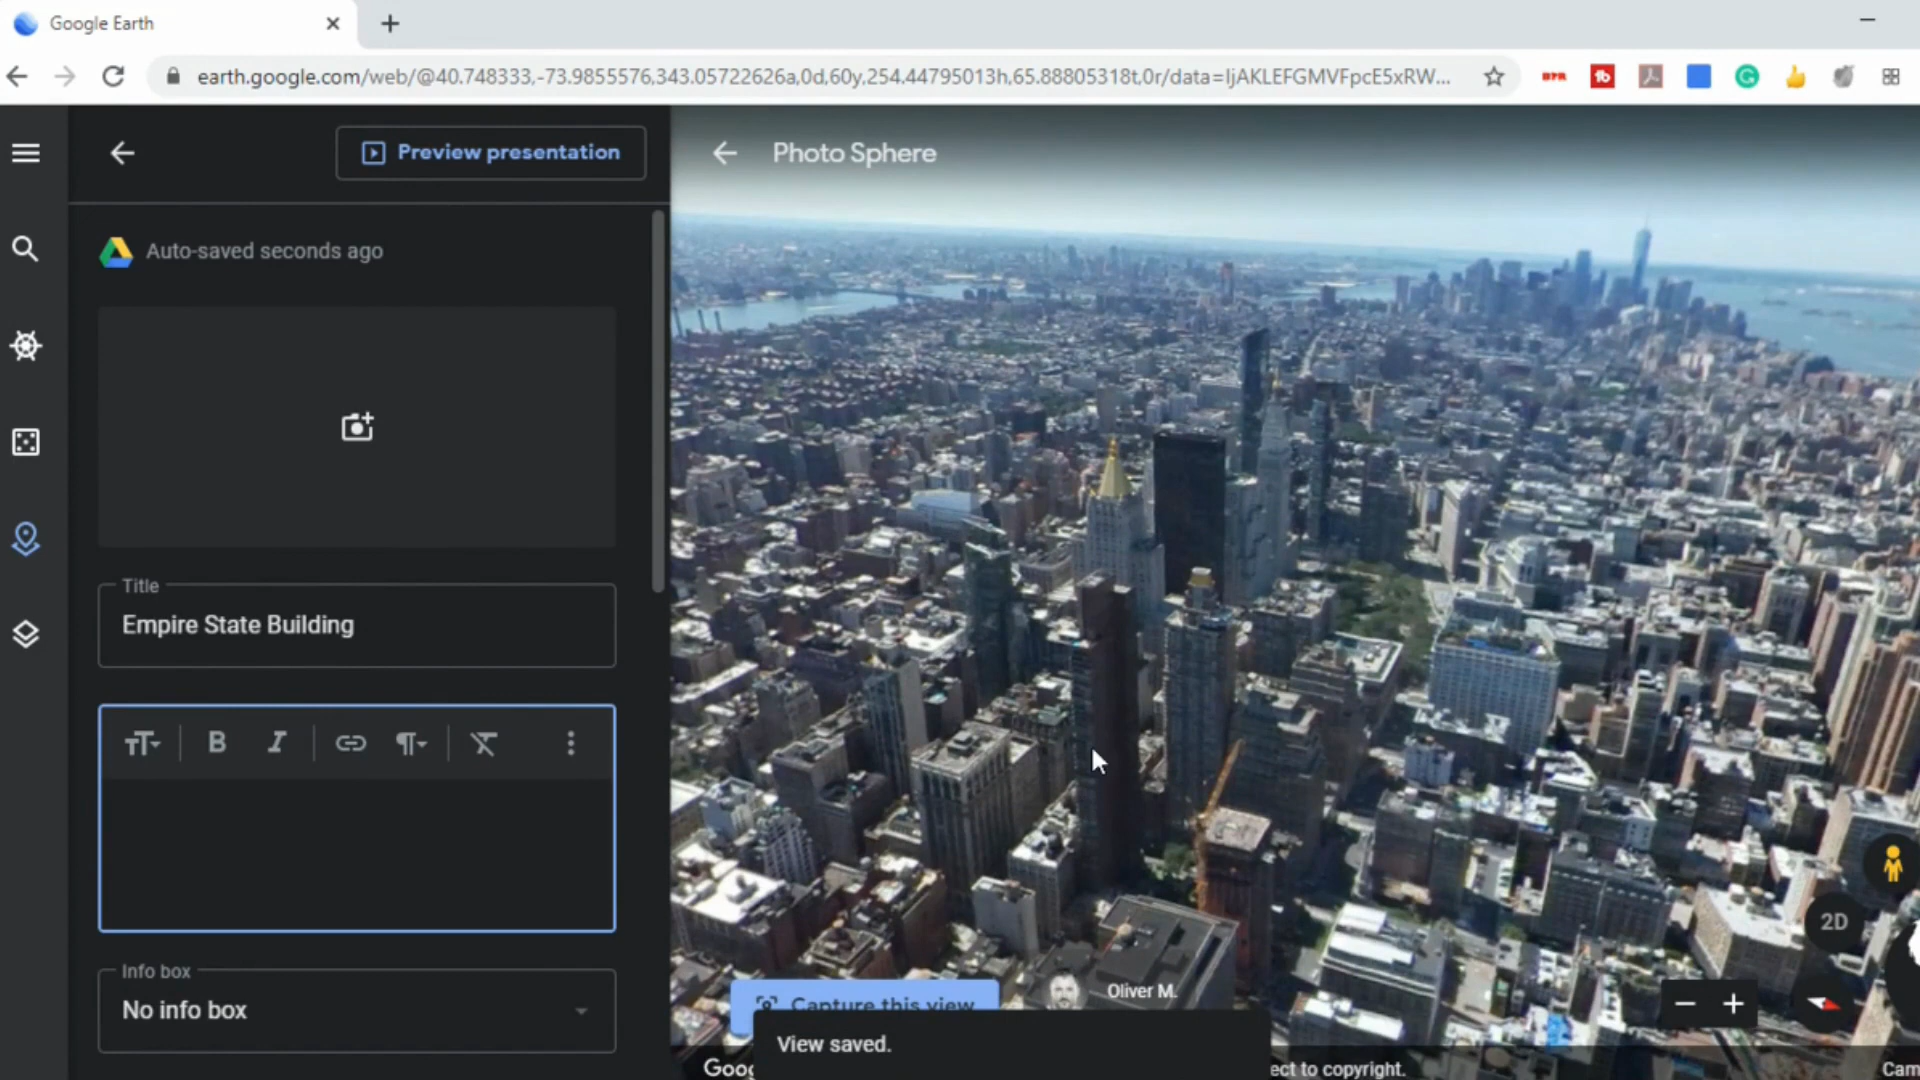 Google Earth
earth.google.com/web/@40.748333,-73.9855576,343.05722626a,0d,60y,254.44795013h,65.88805318t,0r/data=IjAKLEFGMVFpcE5xRW...
Preview presentation
Photo Sphere
Auto-saved seconds ago
Title
Empire State Building
B I
Info box
No info box
2D
Capture this view
Oliver M.
View saved.
Goog
ect to copyright.
Cam